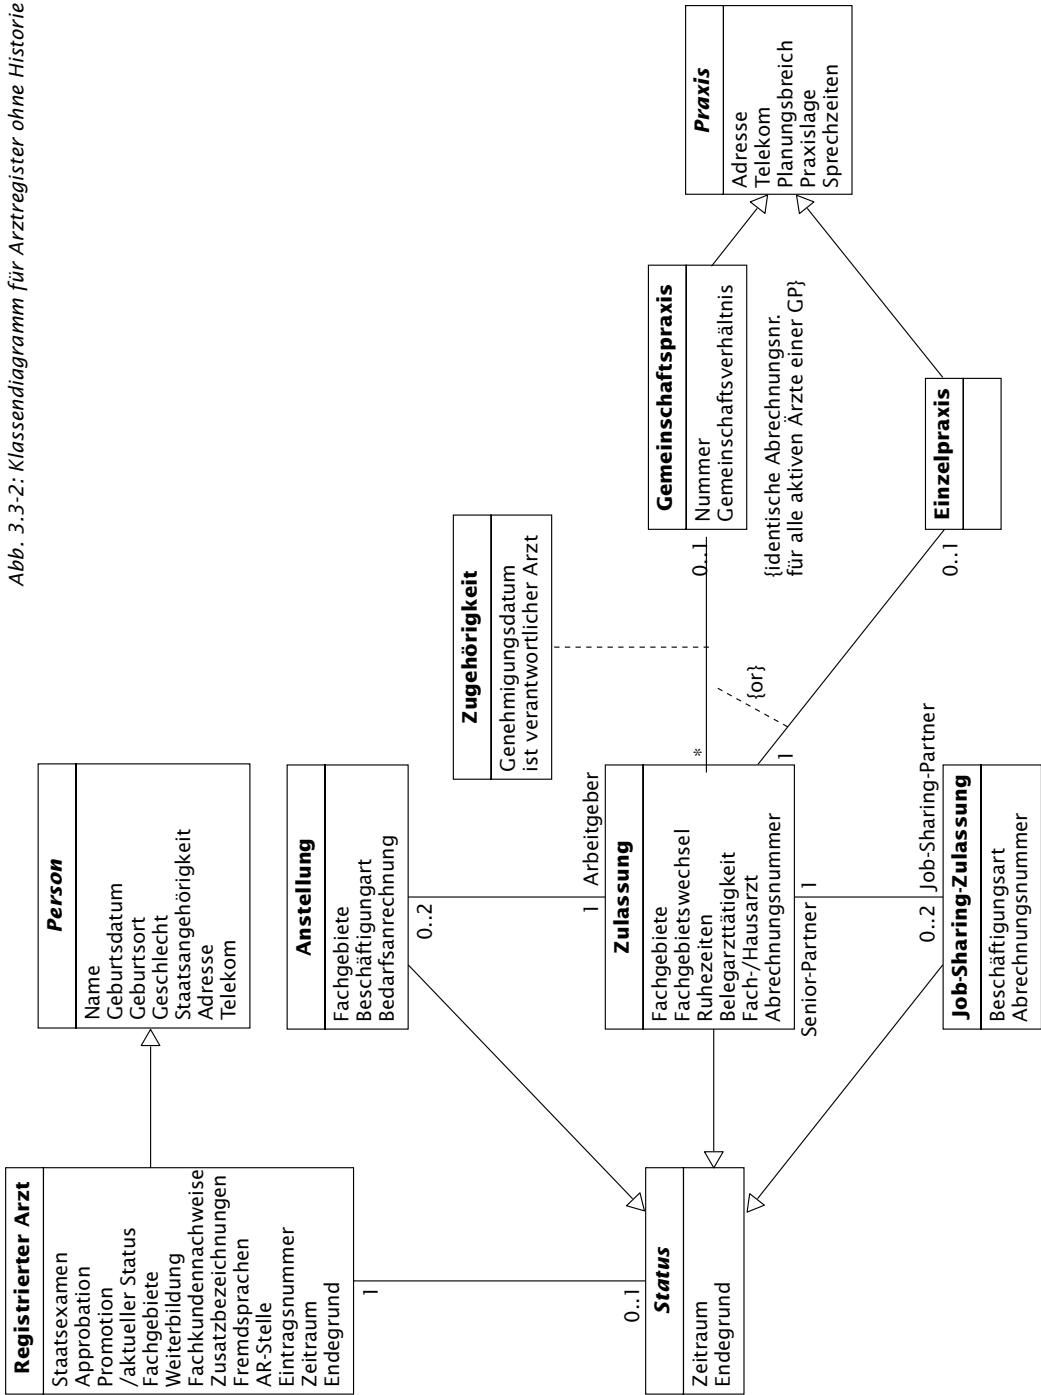 Abb. 3.3-2: Klassendiagramm für Arztregister ohne Historie
Registrierter Arzt
Staatsexamen
Approbation
Promotion
/aktueller Status
Fachgebiete
Weiterbildung
Fachkundennachweise
Zusatzbezeichnungen
Fremdsprachen
AR-Stelle
Eintragsnummer
Zeitraum
Endegrund
1
0..1
Status
Zeitraum
Endegrund
Person
Name
Geburtsdatum
Geburtsort
Geschlecht
Staatsangehörigkeit
Adresse
Telekom
Anstellung
Fachgebiete
Beschäftigungart
Bedarfsanrechnung
0..2
1
Arbeitgeber
Zulassung
Fachgebiete
Fachgebietswechsel
Ruhezeiten
Belegarzttätigkeit
Fach-/Hausarzt
Abrechnungsnummer
Senior-Partner
1
0..2
Job-Sharing-Partner
Job-Sharing-Zulassung
Beschäftigungsart
Abrechnungsnummer
Zugehörigkeit
Genehmigungsdatum
ist verantwortlicher Arzt
*
0..1
{or}
1
0..1
Gemeinschaftspraxis
Nummer
Gemeinschaftsverhältnis
{identische Abrechnungsnr.
für alle aktiven Ärzte einer GP}
Einzelpraxis
Praxis
Adresse
Telekom
Planungsbreich
Praxislage
Sprechzeiten